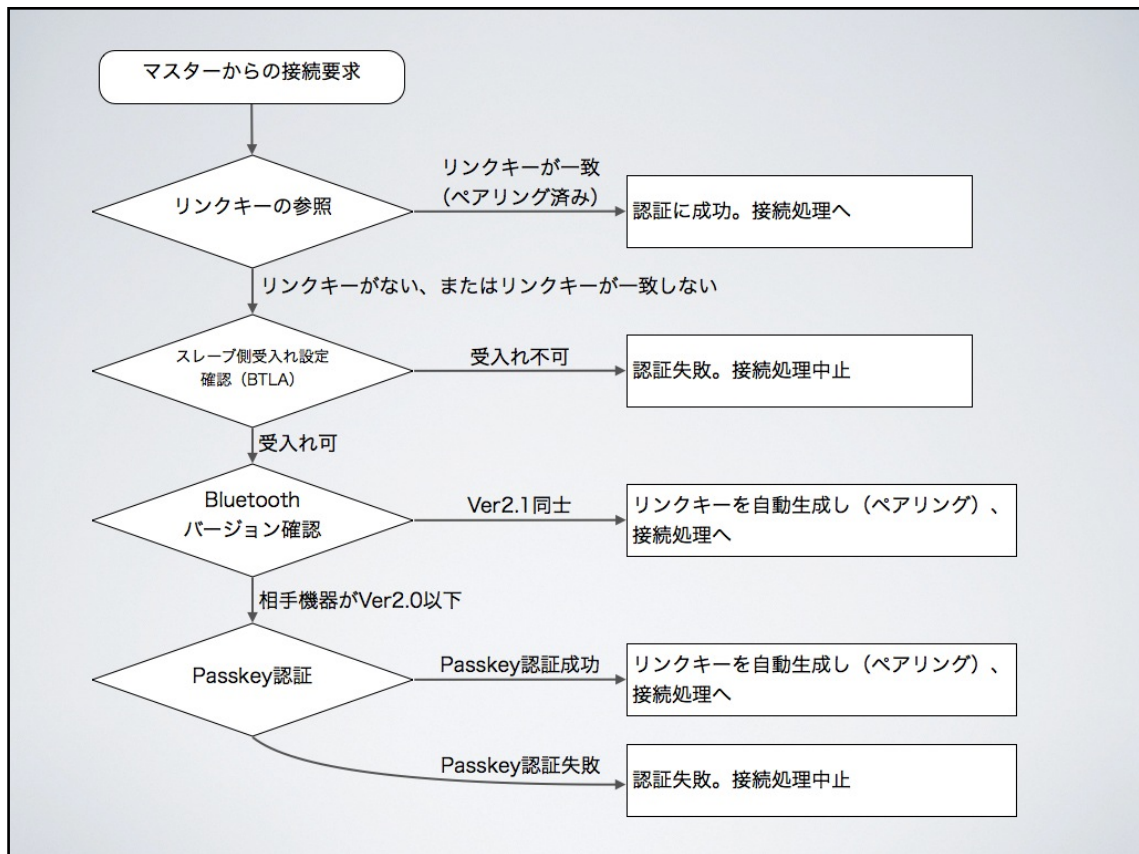 マスターからの接続要求
リンクキーが一致
（ペアリング済み）
リンクキーの参照
認証に成功。接続処理へ
リンクキーがない、またはリンクキーが一致しない
スレーブ側受入れ設定
確認（BTLA）
受入れ不可
認証失敗。接続処理中止
受入れ可
Bluetooth
バージョン確認
Ver2.1同士
リンクキーを自動生成し（ペアリング）、
接続処理へ
相手機器がVer2.0以下
Passkey認証
Passkey認証成功
リンクキーを自動生成し（ペアリング）、
接続処理へ
Passkey認証失敗
認証失敗。接続処理中止